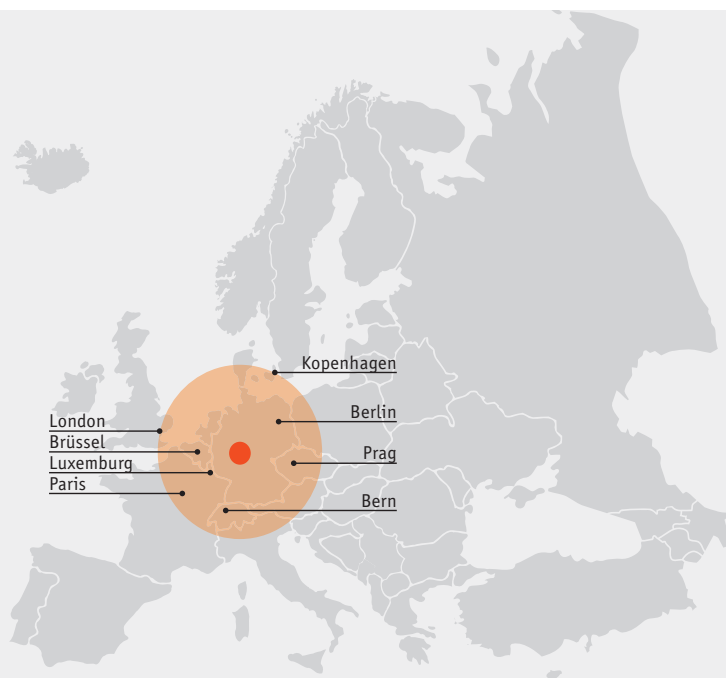 Kopenhagen
Berlin
London
Brüssel
Prag
Luxemburg
Paris
Bern